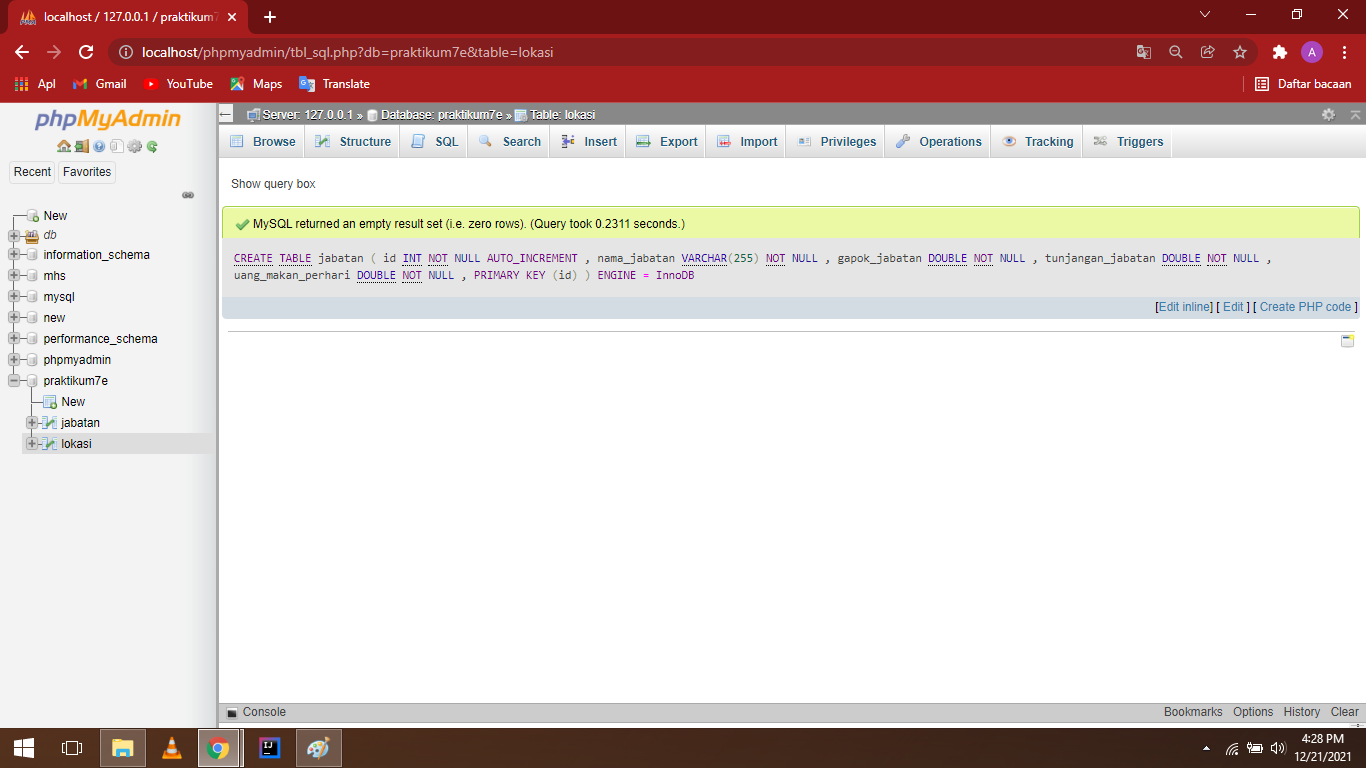 localhost / 127.0.0.1 / praktikum7
localhost/phpmyadmin/tbl_sql.php?db=praktikum7e&table=lokasi
A
Apl Gmail YouTube Maps Translate Daftar bacaan
phpMyAdmin
Server: 127.0.0.1 » Database: praktikum7e » Table: lokasi
Browse Structure SQL Search Insert Export Import Privileges Operations Tracking Triggers
Recent Favorites
Show query box
New
db
information_schema
mhs
mysql
new
performance_schema
phpmyadmin
praktikum7e
New
jabatan
lokasi
MySQL returned an empty result set (i.e. zero rows). (Query took 0.2311 seconds.)
CREATE TABLE jabatan ( id INT NOT NULL AUTO_INCREMENT , nama_jabatan VARCHAR(255) NOT NULL , gapok_jabatan DOUBLE NOT NULL , tunjangan_jabatan DOUBLE NOT NULL ,
uang_makan_perhari DOUBLE NOT NULL , PRIMARY KEY (id) ) ENGINE = InnoDB
[Edit inline] [ Edit ] [ Create PHP code ]
Console Bookmarks Options History Clear
4:28 PM
12/21/2021